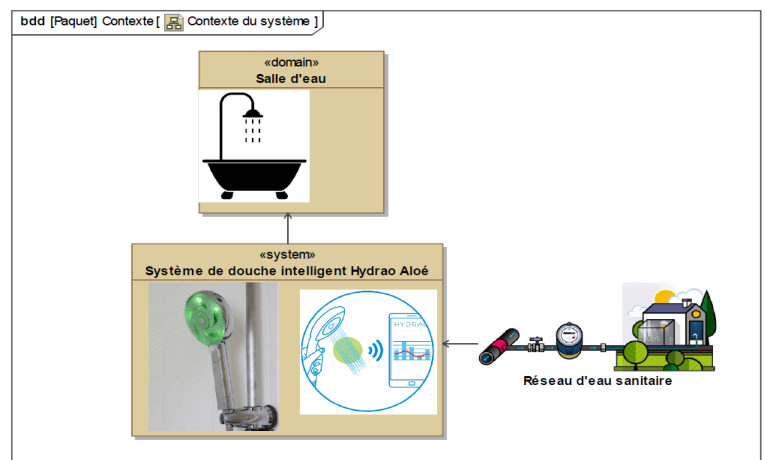 bdd [Paquet] Contexte [ Contexte du système ]
«domain»
Salle d'eau
«system»
Système de douche intelligent Hydrao Aloé
HYDRAO
Réseau d'eau sanitaire